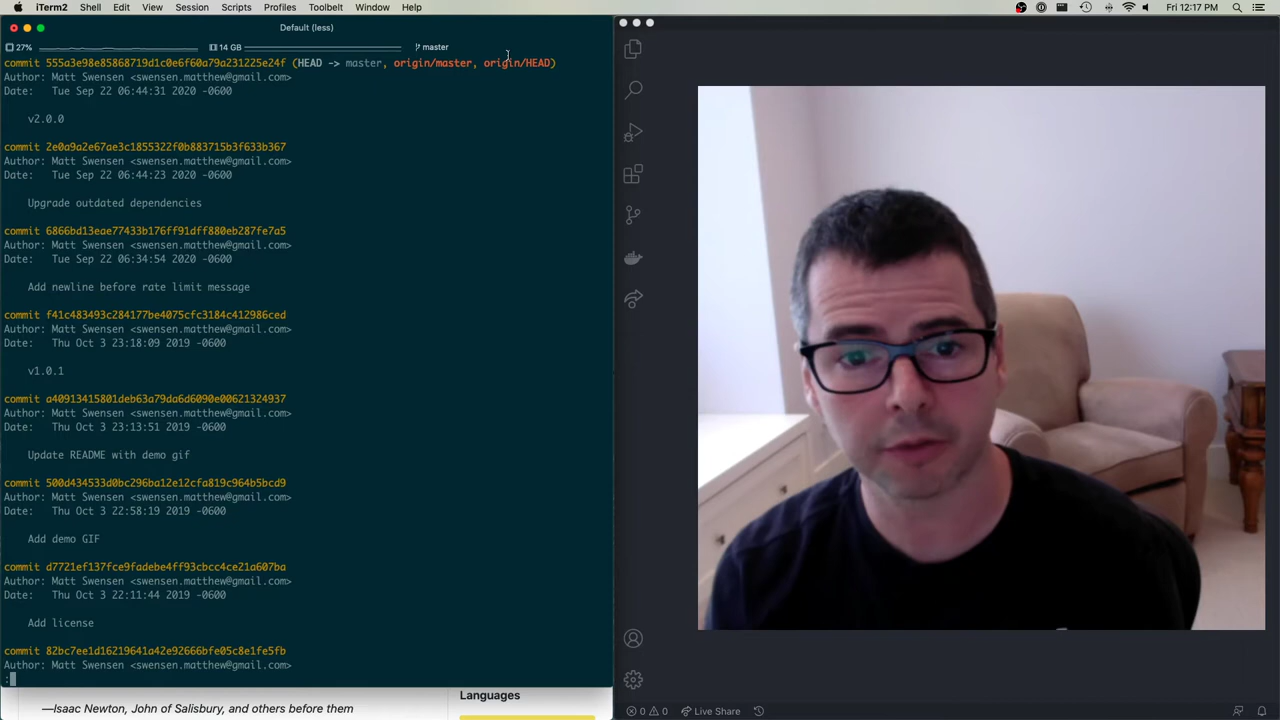 iTerm2 Shell Edit View Session Scripts Profiles Toolbelt Window Help Fri 12:17 PM
Default (less)
27% 14 GB master
commit 555a3e98e85868719d1c0e6f60a79a231225e24f (HEAD -> master, origin/master, origin/HEAD)
Author: Matt Swensen <swensen.matthew@gmail.com>
Date: Tue Sep 22 06:44:31 2020 -0600
v2.0.0
commit 2e0a9a2e67ae3c1855322f0b883715b3f633b367
Author: Matt Swensen <swensen.matthew@gmail.com>
Date: Tue Sep 22 06:44:23 2020 -0600
Upgrade outdated dependencies
commit 6866bd13eae77433b176ff91dff880eb287fe7a5
Author: Matt Swensen <swensen.matthew@gmail.com>
Date: Tue Sep 22 06:34:54 2020 -0600
Add newline before rate limit message
commit f41c483493c284177be4075cfc3184c412986ced
Author: Matt Swensen <swensen.matthew@gmail.com>
Date: Thu Oct 3 23:18:09 2019 -0600
v1.0.1
commit a40913415801deb63a79da6d6090e00621324937
Author: Matt Swensen <swensen.matthew@gmail.com>
Date: Thu Oct 3 23:13:51 2019 -0600
Update README with demo gif
commit 500d434533d0bc296ba12e12cfa819c964b5bcd9
Author: Matt Swensen <swensen.matthew@gmail.com>
Date: Thu Oct 3 22:58:19 2019 -0600
Add demo GIF
commit d7721ef137fce9fadebe4ff93cbcc4ce21a607ba
Author: Matt Swensen <swensen.matthew@gmail.com>
Date: Thu Oct 3 22:11:44 2019 -0600
Add license
commit 82bc7ee1d16219641a42e92666bfe05c8e1fe5fb
Author: Matt Swensen <swensen.matthew@gmail.com>
:
—Isaac Newton, John of Salisbury, and others before them
Languages
0 0 Live Share